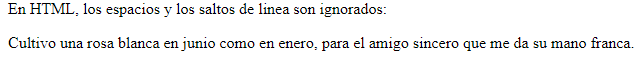 En HTML, los espacios y los saltos de linea son ignorados:
Cultivo una rosa blanca en junio como en enero, para el amigo sincero que me da su mano franca.